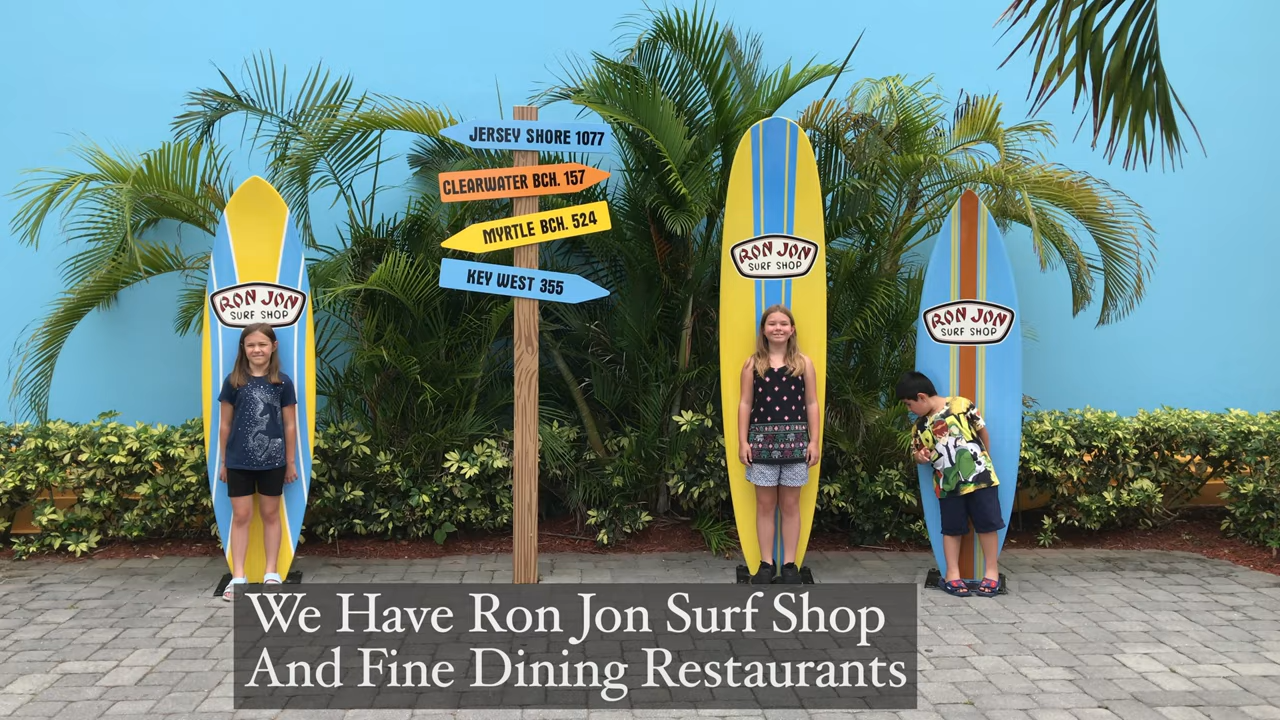 JERSEY SHORE 1077
CLEARWATER BCH. 157
MYRTLE BCH. 524
KEY WEST 355
RON JON
SURF SHOP
RON JON
SURF SHOP
RON JON
SURF SHOP
We Have Ron Jon Surf Shop
And Fine Dining Restaurants